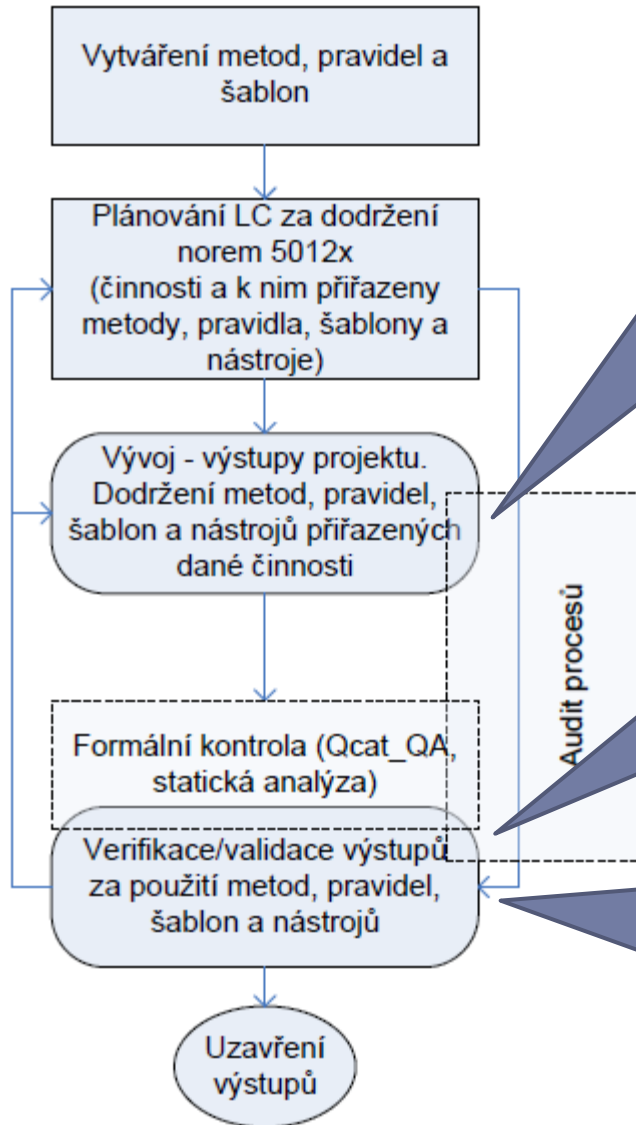 Vytváření metod, pravidel a
šablon
Plánování LC za dodržení
norem 5012x
(činnosti a k nim přiřazeny
metody, pravidla, šablony a
nástroje)
Vývoj - výstupy projektu.
Dodržení metod, pravidel,
šablon a nástrojů přiřazených
dané činnosti
Audit procesů
Formální kontrola (Qcat_QA,
statická analýza)
Verifikace/validace výstupů
za použití metod, pravidel,
šablon a nástrojů
Uzavření
výstupů